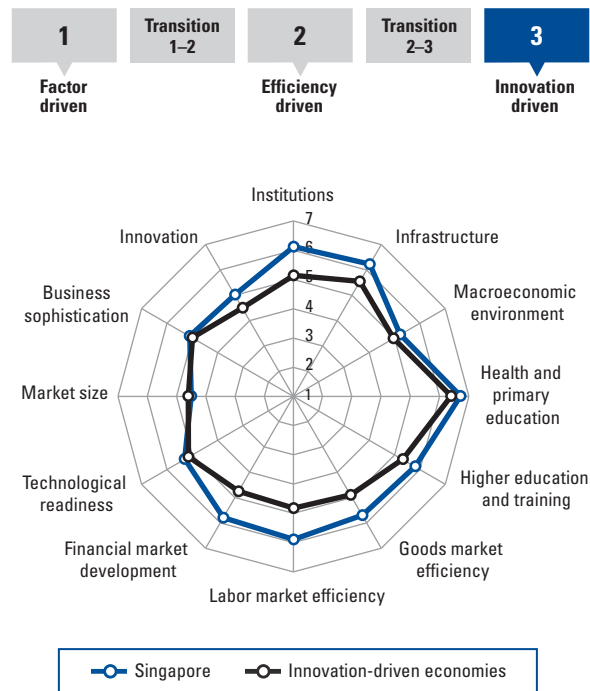 1
Transition
1–2
2
Transition
2–3
3
Factor
driven
Efficiency
driven
Innovation
driven
Institutions
7
Innovation
Infrastructure
6
5
Business
sophistication
Macroeconomic
environment
4
3
2
Market size
1
Health and
primary
education
Technological
readiness
Higher education
and training
Financial market
development
Goods market
efficiency
Labor market efficiency
Singapore
Innovation-driven economies